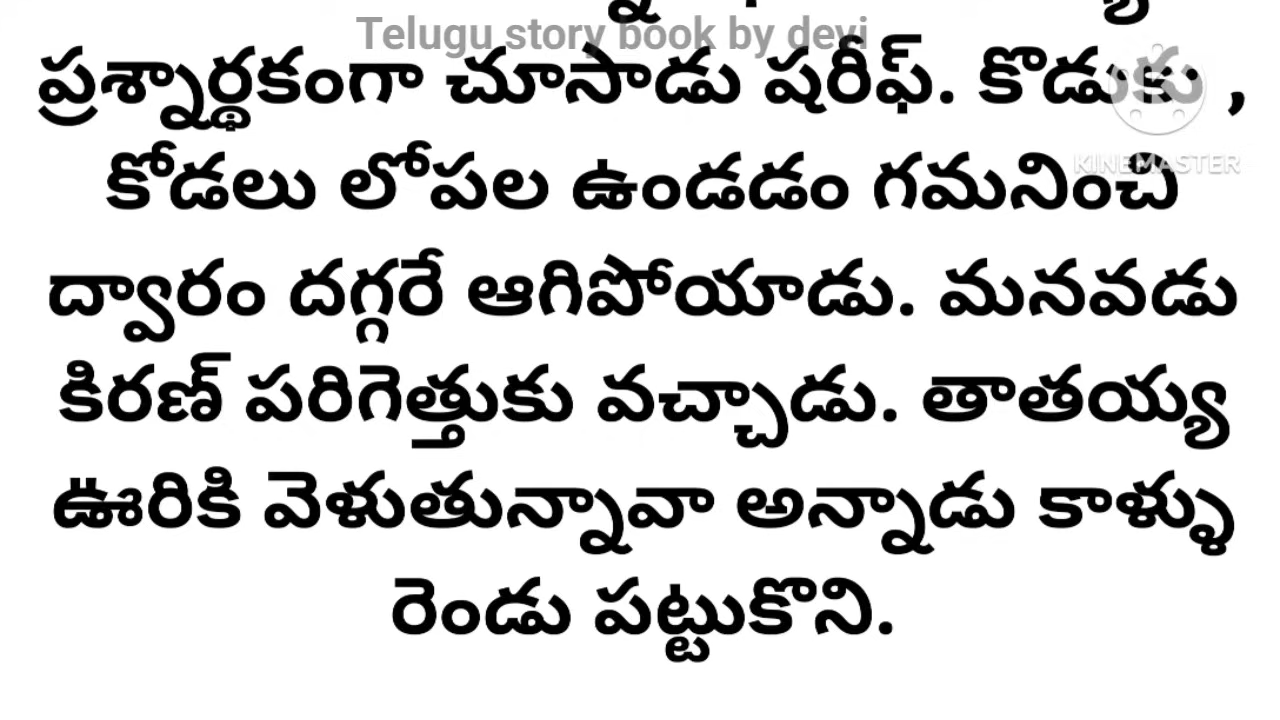 Telugu story book by devi
ప్రశ్నార్థకంగా చూసాడు షరీఫ్. కొడుకు ,
KINEMASTER
కోడలు లోపల ఉండడం గమనించి
ద్వారం దగ్గరే ఆగిపోయాడు. మనవడు
కిరణ్ పరిగెత్తుకు వచ్చాడు. తాతయ్య
ఊరికి వెళుతున్నావా అన్నాడు కాళ్ళు
రెండు పట్టుకొని.